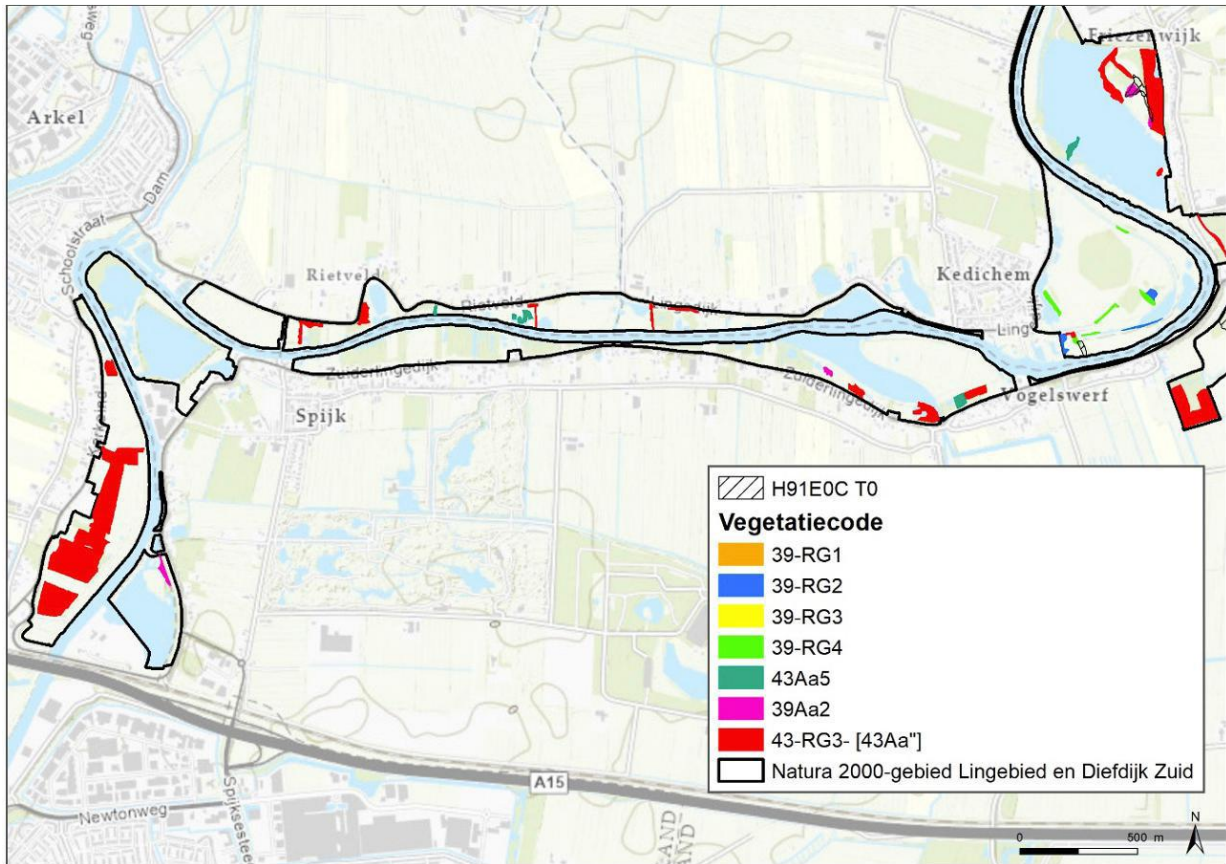 Friezenwijk
Arkel
Dam
Schoolstraat
Rietveld
Rietveld
Lingedijk
Kedichem
Zuiderlingedijk
Zuiderlingedijk
Spijk
Vogelswerf
H91E0C T0
Vegetatiecode
39-RG1
39-RG2
39-RG3
39-RG4
43Aa5
39Aa2
43-RG3- [43Aa"]
Natura 2000-gebied Lingebied en Diefdijk Zuid
A15
Newtonweg
N
0 500 m